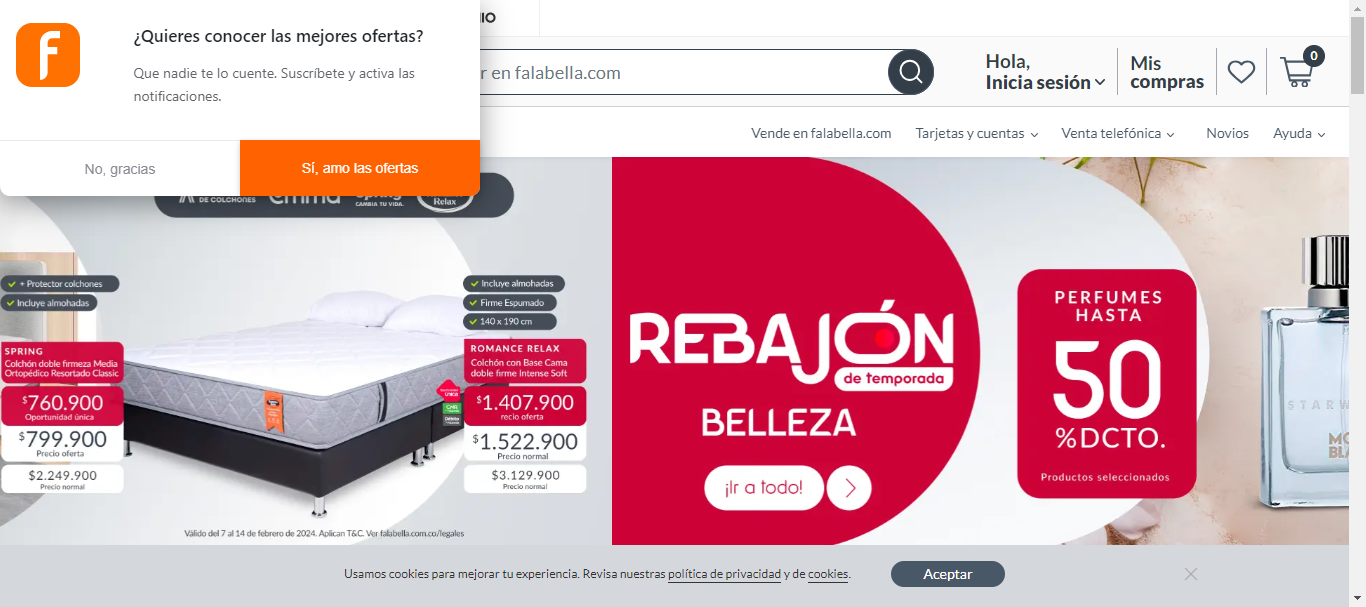 ¿Quieres conocer las mejores ofertas?
Que nadie te lo cuente. Suscríbete y activa las
notificaciones.
No, gracias
Sí, amo las ofertas
en falabella.com
Hola,
Inicia sesión
Mis
compras
0
Vende en falabella.com
Tarjetas y cuentas
Venta telefónica
Novios
Ayuda
DE COLCHONES
emma
CAMBIA TU VIDA.
Relax
+ Protector colchones
Incluye almohadas
SPRING
Colchón doble firmeza Media
Ortopédico Resortado Classic
$760.900
Oportunidad única
$799.900
Precio oferta
$2.249.900
Precio normal
Incluye almohadas
Firme Espumado
140 x 190 cm
ROMANCE RELAX
Colchón con Base Cama
doble firme Intense Soft
$1.407.900
recio oferta
$1.522.900
Precio normal
$3.129.900
Precio normal
Válido del 7 al 14 de febrero de 2024. Aplican T&C. Ver falabella.com.co/legales
REBAJÓN
de temporada
BELLEZA
¡Ir a todo!
PERFUMES
HASTA
50
%DCTO.
Productos seleccionados
STARW
MO
BLA
Usamos cookies para mejorar tu experiencia. Revisa nuestras política de privacidad y de cookies.
Aceptar